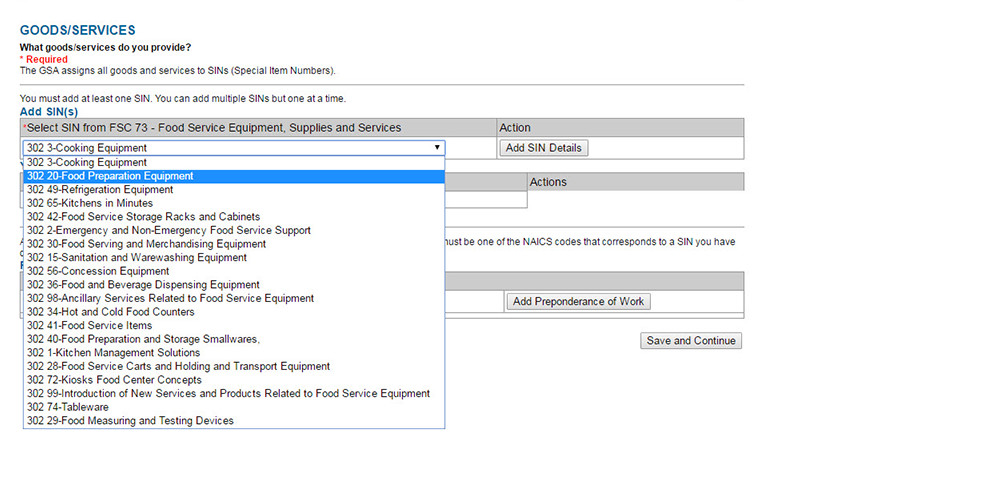 GOODS/SERVICES
What goods/services do you provide?
* Required
The GSA assigns all goods and services to SINs (Special Item Numbers).
You must add at least one SIN. You can add multiple SINs but one at a time.
Add SIN(s)
*Select SIN from FSC 73 - Food Service Equipment, Supplies and Services Action
302 3-Cooking Equipment Add SIN Details
302 3-Cooking Equipment
302 20-Food Preparation Equipment Actions
302 49-Refrigeration Equipment
302 65-Kitchens in Minutes
302 42-Food Service Storage Racks and Cabinets
302 2-Emergency and Non-Emergency Food Service Support
302 30-Food Serving and Merchandising Equipment must be one of the NAICS codes that corresponds to a SIN you have
302 15-Sanitation and Warewashing Equipment
302 56-Concession Equipment
302 36-Food and Beverage Dispensing Equipment
302 98-Ancillary Services Related to Food Service Equipment Add Preponderance of Work
302 34-Hot and Cold Food Counters
302 41-Food Service Items
302 40-Food Preparation and Storage Smallwares,
302 1-Kitchen Management Solutions Save and Continue
302 28-Food Service Carts and Holding and Transport Equipment
302 72-Kiosks Food Center Concepts
302 99-Introduction of New Services and Products Related to Food Service Equipment
302 74-Tableware
302 29-Food Measuring and Testing Devices